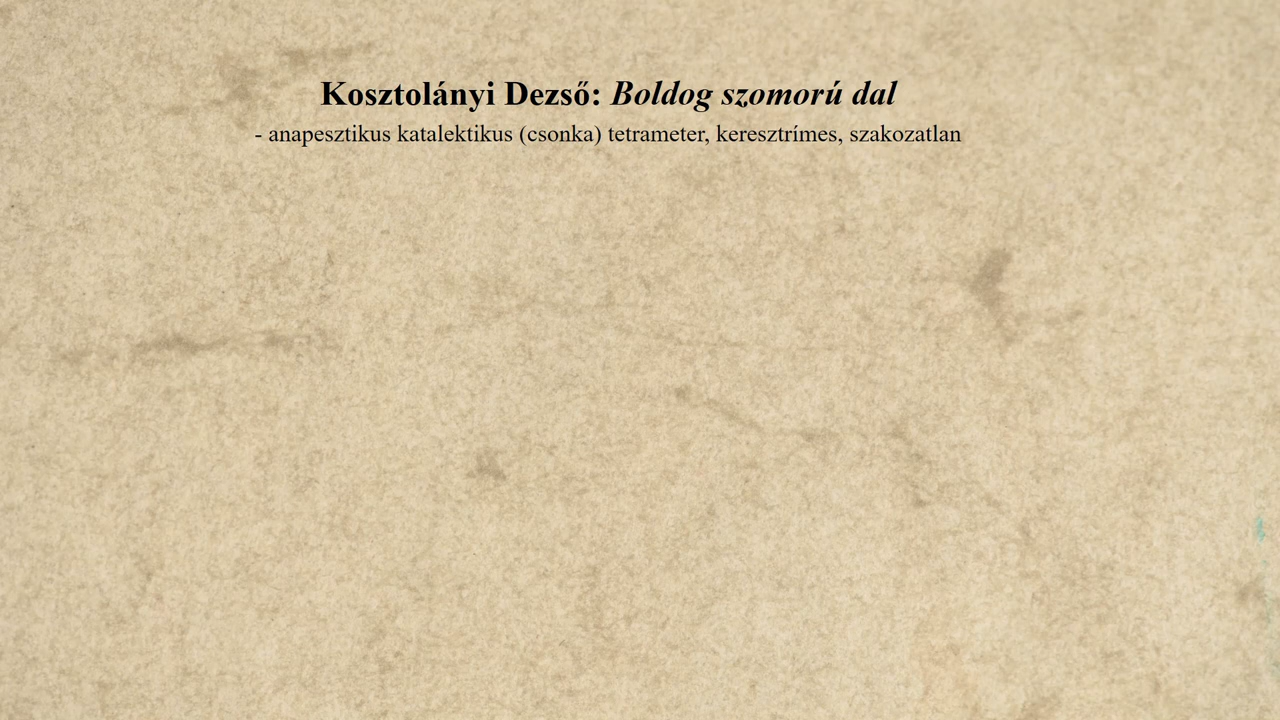 Kosztolányi Dezső: Boldog szomorú dal
- anapesztikus katalektikus (csonka) tetrameter, keresztrímes, szakozatlan